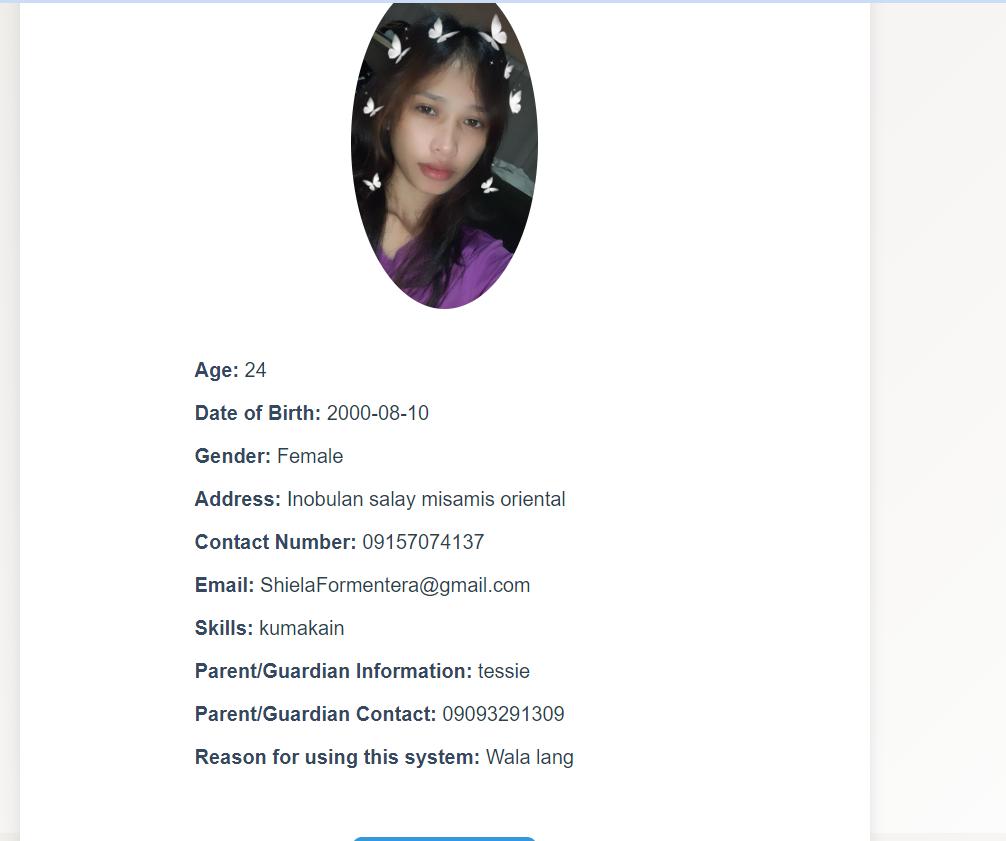 Age: 24
Date of Birth: 2000-08-10
Gender: Female
Address: Inobulan salay misamis oriental
Contact Number: 09157074137
Email: ShielaFormentera@gmail.com
Skills: kumakain
Parent/Guardian Information: tessie
Parent/Guardian Contact: 09093291309
Reason for using this system: Wala lang